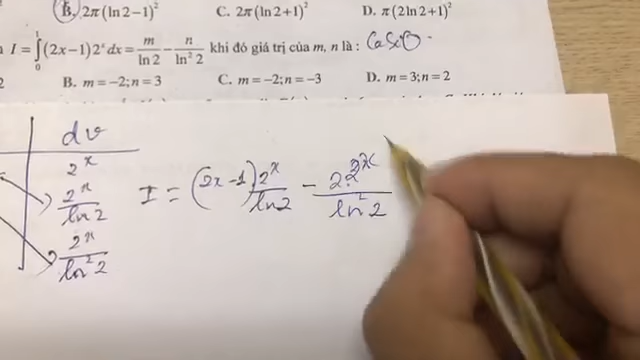 B. 2π(ln2−1)² C. 2π(ln2+1)² D. π(2ln2+1)²
I = ∫₀¹(2x−1)2ˣdx = m/ln2 − n/ln²2 khi đó giá trị của m, n là :
B. m=−2;n=3 C. m=−2;n=−3 D. m=3;n=2
dv
2ˣ
2ˣ/ln2
2ˣ/ln²2
I = (2x−1)2ˣ/ln2 − 2.2ˣ/ln²2